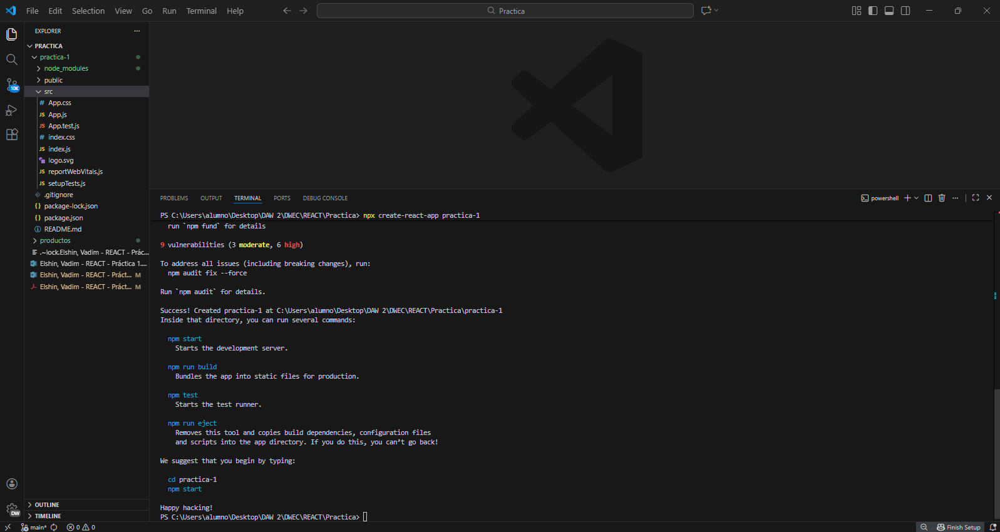 File Edit Selection View Go Run Terminal Help
Practica
EXPLORER
PRACTICA
practica-1
node_modules
public
src
# App.css
JS App.js
JS App.test.js
# index.css
JS index.js
logo.svg
JS reportWebVitals.js
JS setupTests.js
.gitignore
{} package-lock.json
{} package.json
README.md
productos
.~lock.Elshin, Vadim - REACT - Prác...
Elshin, Vadim - REACT - Práctica 1....
Elshin, Vadim - REACT - Práct... M
Elshin, Vadim - REACT - Práct... M
OUTLINE
TIMELINE
10K
DW
PROBLEMS OUTPUT TERMINAL PORTS DEBUG CONSOLE
powershell
PS C:\Users\alumno\Desktop\DAW 2\DWEC\REACT\Practica> npx create-react-app practica-1
run `npm fund` for details
9 vulnerabilities (3 moderate, 6 high)
To address all issues (including breaking changes), run:
npm audit fix --force
Run `npm audit` for details.
Success! Created practica-1 at C:\Users\alumno\Desktop\DAW 2\DWEC\REACT\Practica\practica-1
Inside that directory, you can run several commands:
npm start
Starts the development server.
npm run build
Bundles the app into static files for production.
npm test
Starts the test runner.
npm run eject
Removes this tool and copies build dependencies, configuration files
and scripts into the app directory. If you do this, you can’t go back!
We suggest that you begin by typing:
cd practica-1
npm start
Happy hacking!
PS C:\Users\alumno\Desktop\DAW 2\DWEC\REACT\Practica>
main* 0 0
Finish Setup